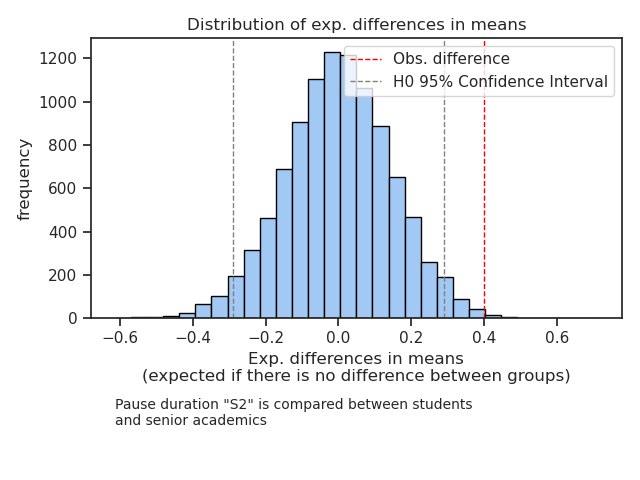 Distribution of exp. differences in means
Obs. difference
H0 95% Confidence Interval
frequency
1200
1000
800
600
400
200
0
−0.6 −0.4 −0.2 0.0 0.2 0.4 0.6
Exp. differences in means
(expected if there is no difference between groups)
Pause duration "S2" is compared between students
and senior academics